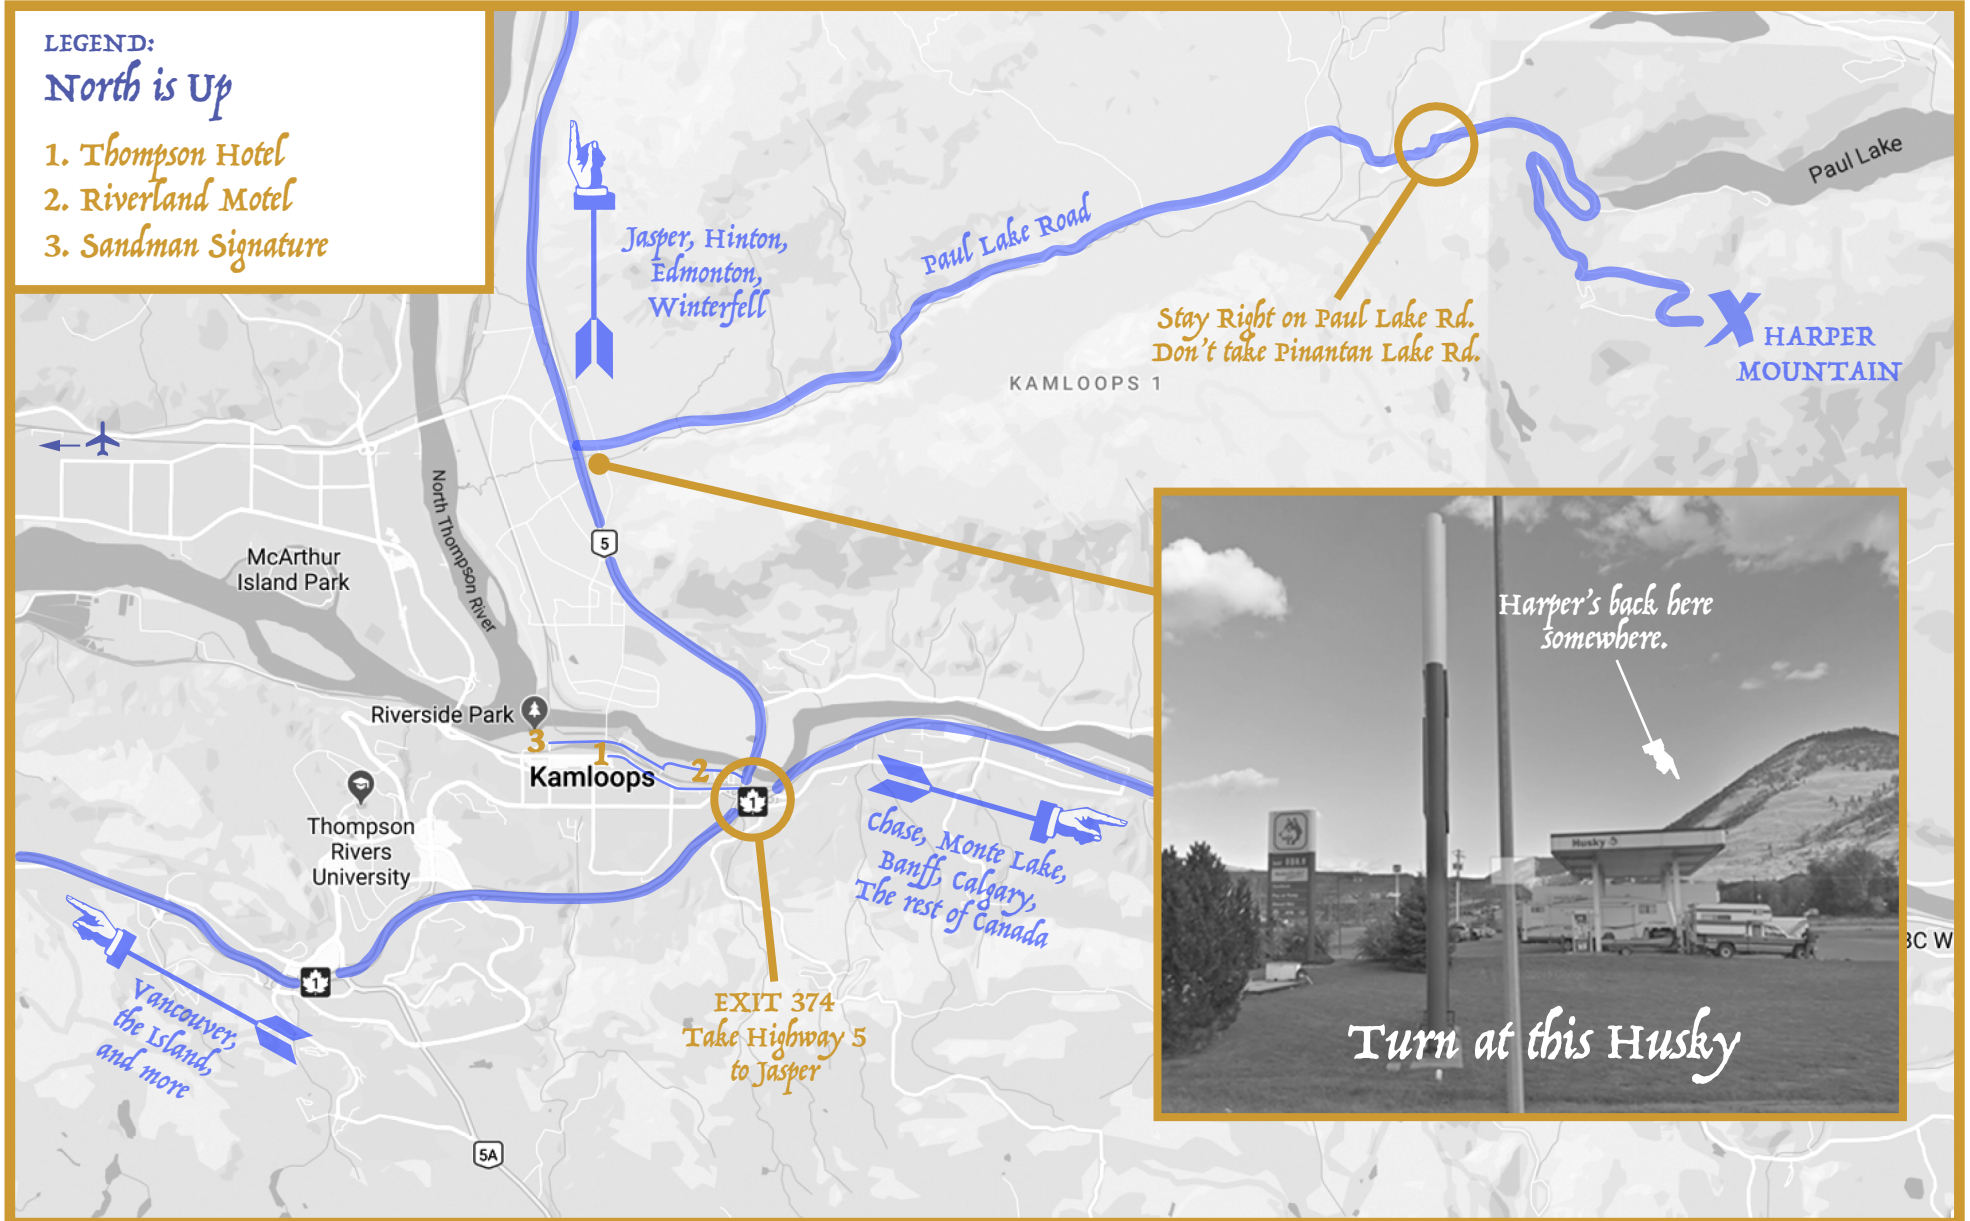 LEGEND:
North is Up
1. Thompson Hotel
2. Riverland Motel
3. Sandman Signature
Jasper, Hinton,
Edmonton,
Winterfell
Paul Lake Road
Paul Lake
Stay Right on Paul Lake Rd.
Don't take Pinantan Lake Rd.
HARPER
MOUNTAIN
KAMLOOPS 1
North Thompson River
5
McArthur
Island Park
Harper's back here
somewhere.
Husky
Turn at this Husky
Riverside Park
3
1
2
Kamloops
1
Thompson
Rivers
University
Chase, Monte Lake,
Banff, Calgary,
The rest of Canada
BC W
1
Vancouver,
the Island,
and more
EXIT 374
Take Highway 5
to Jasper
5A